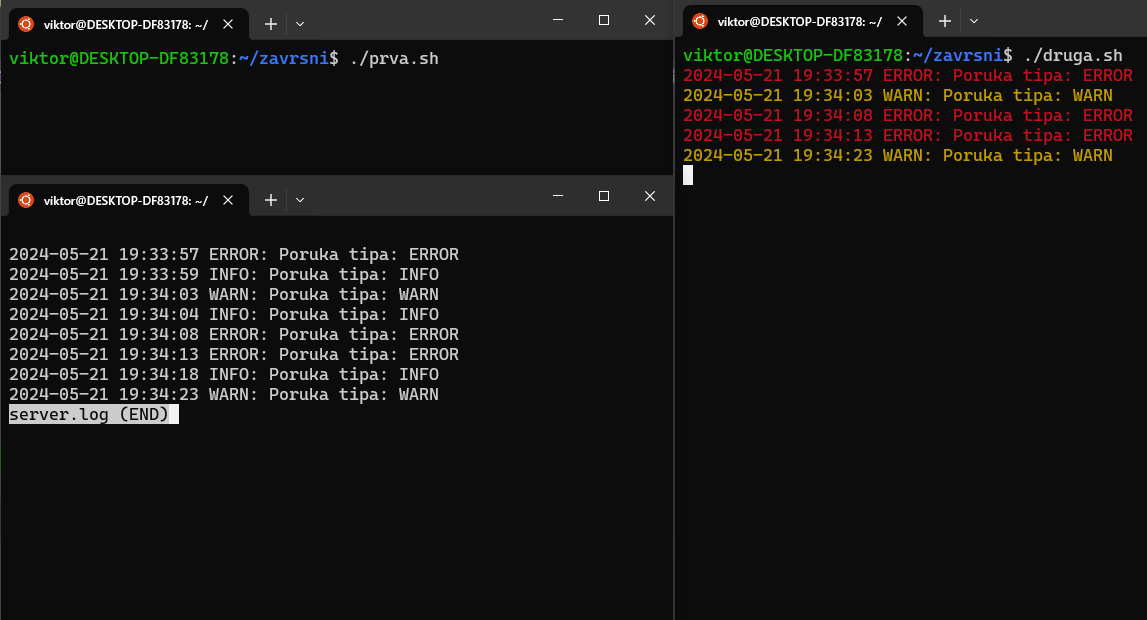 viktor@DESKTOP-DF83178: ~/
viktor@DESKTOP-DF83178:~/zavrsni$ ./prva.sh
viktor@DESKTOP-DF83178: ~/
2024-05-21 19:33:57 ERROR: Poruka tipa: ERROR
2024-05-21 19:33:59 INFO: Poruka tipa: INFO
2024-05-21 19:34:03 WARN: Poruka tipa: WARN
2024-05-21 19:34:04 INFO: Poruka tipa: INFO
2024-05-21 19:34:08 ERROR: Poruka tipa: ERROR
2024-05-21 19:34:13 ERROR: Poruka tipa: ERROR
2024-05-21 19:34:18 INFO: Poruka tipa: INFO
2024-05-21 19:34:23 WARN: Poruka tipa: WARN
server.log (END)
viktor@DESKTOP-DF83178: ~/
viktor@DESKTOP-DF83178:~/zavrsni$ ./druga.sh
2024-05-21 19:33:57 ERROR: Poruka tipa: ERROR
2024-05-21 19:34:03 WARN: Poruka tipa: WARN
2024-05-21 19:34:08 ERROR: Poruka tipa: ERROR
2024-05-21 19:34:13 ERROR: Poruka tipa: ERROR
2024-05-21 19:34:23 WARN: Poruka tipa: WARN